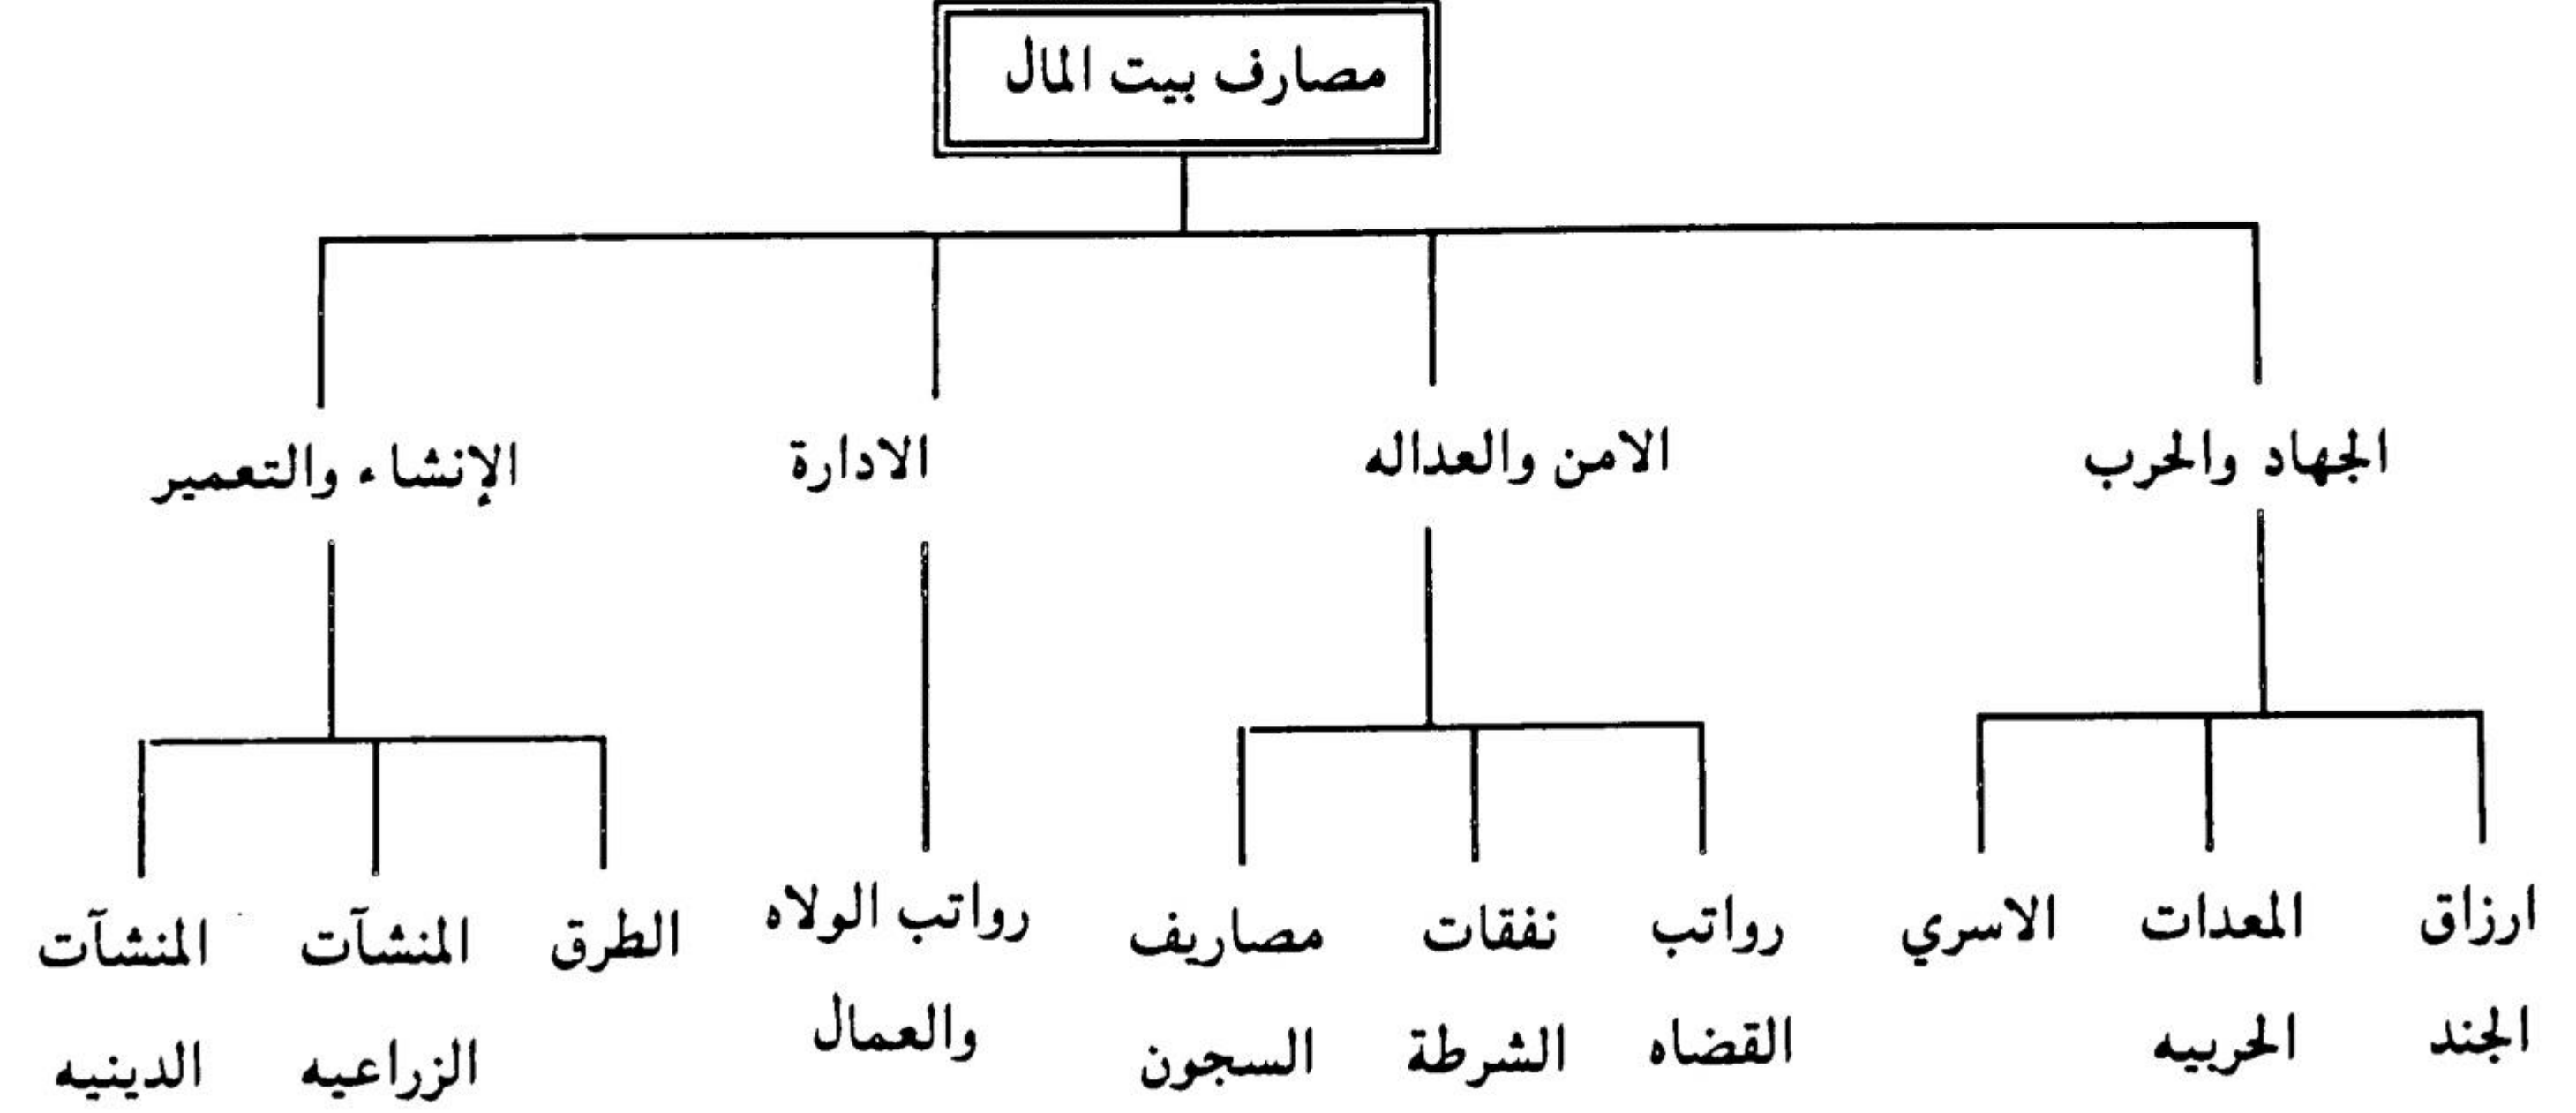 مصارف بيت المال
الجهاد والحرب
الامن والعداله
الادارة
الإنشاء والتعمير
ارزاق
الجند
المعدات
الحربيه
الاسري
رواتب
القضاه
نفقات
الشرطة
مصاريف
السجون
رواتب الولاه
والعمال
الطرق
المنشآت
الزراعيه
المنشآت
الدينيه